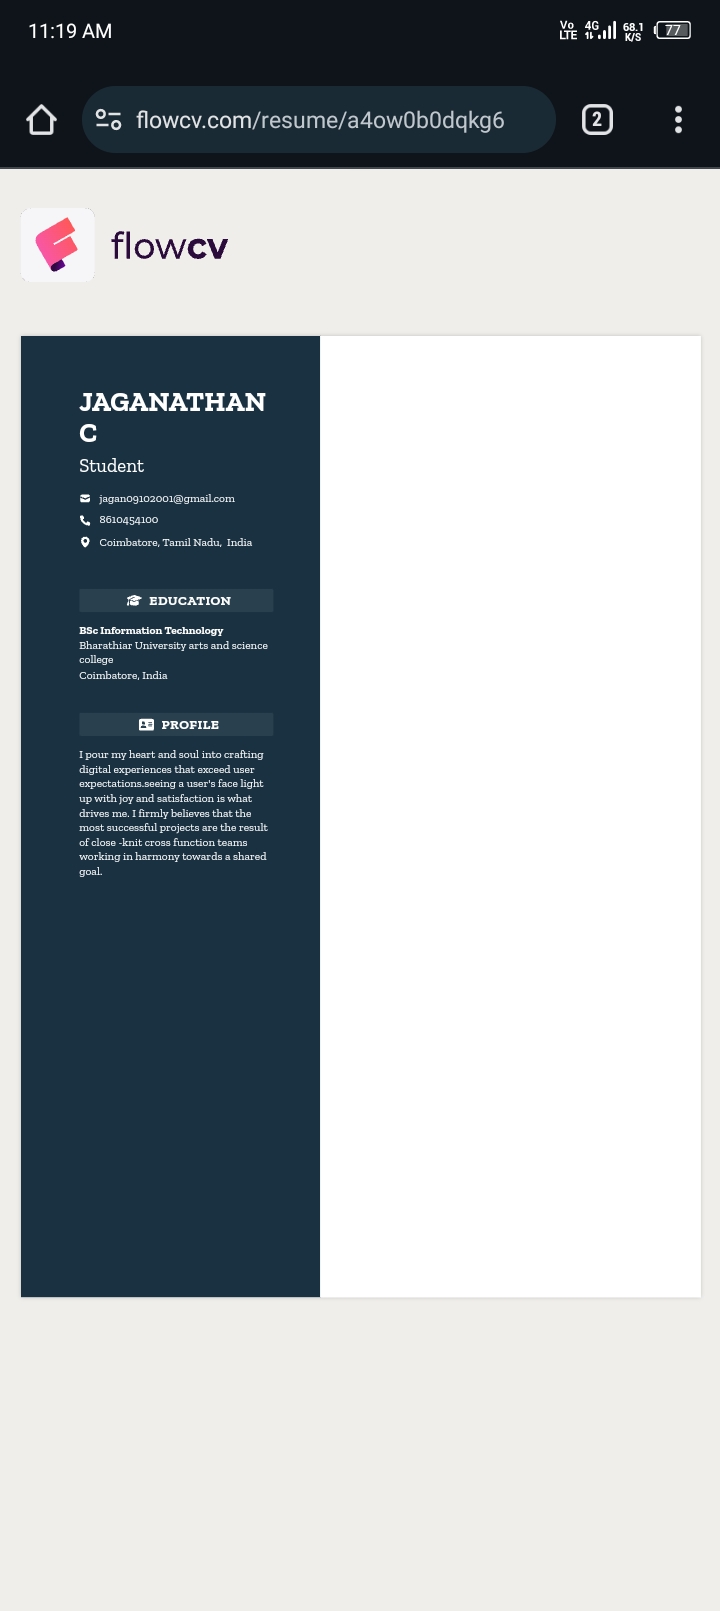 11:19 AM
Vo LTE 4G 68.1 K/S 77
flowcv.com/resume/a4ow0b0dqkg6
2
flowcv
JAGANATHAN
C
Student
jagan09102001@gmail.com
8610454100
Coimbatore, Tamil Nadu,  India
EDUCATION
BSc Information Technology
Bharathiar University arts and science
college
Coimbatore, India
PROFILE
I pour my heart and soul into crafting
digital experiences that exceed user
expectations.seeing a user's face light
up with joy and satisfaction is what
drives me. I firmly believes that the
most successful projects are the result
of close -knit cross function teams
working in harmony towards a shared
goal.